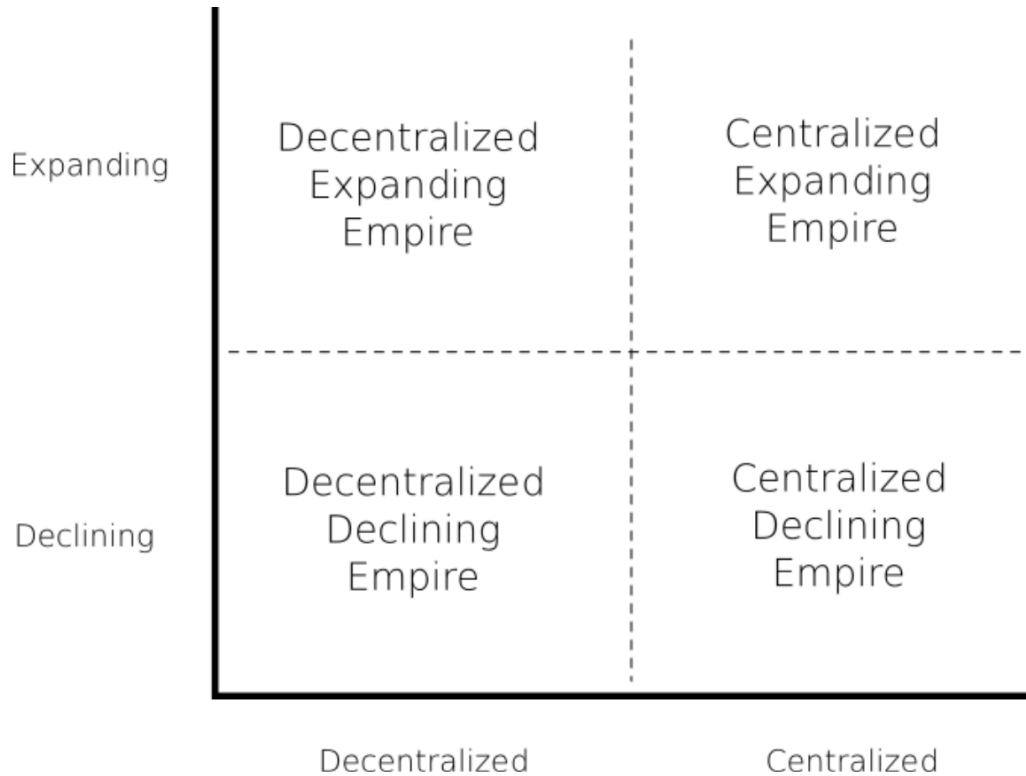 Expanding
Decentralized
Expanding
Empire
Centralized
Expanding
Empire
Declining
Decentralized
Declining
Empire
Centralized
Declining
Empire
Decentralized
Centralized